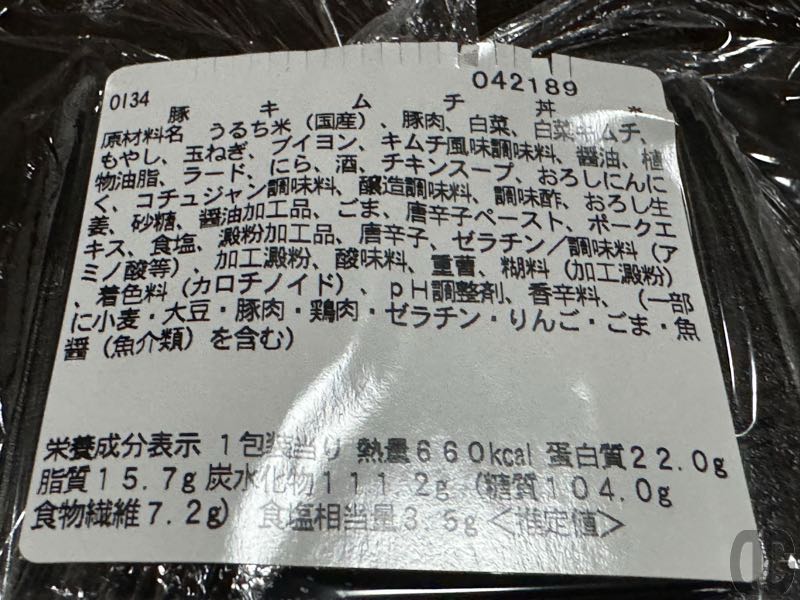 042189
0134
豚キムチ丼
原材料名 うるち米（国産）、豚肉、白菜、白菜キムチ、
もやし、玉ねぎ、ブイヨン、キムチ風味調味料、醤油、植
物油脂、ラード、にら、酒、チキンスープ、おろしにんに
く、コチュジャン調味料、醸造調味料、調味酢、おろし生
姜、砂糖、醤油加工品、ごま、唐辛子ペースト、ポークエ
キス、食塩、澱粉加工品、唐辛子、ゼラチン／調味料（ア
ミノ酸等）、加工澱粉、酸味料、重曹、糊料（加工澱粉）
、着色料（カロチノイド）、ｐＨ調整剤、香辛料、（一部
に小麦・大豆・豚肉・鶏肉・ゼラチン・りんご・ごま・魚
醤（魚介類）を含む）
栄養成分表示 １包装当り 熱量６６０kcal 蛋白質２２.０g
脂質１５.７g 炭水化物１１１.２g（糖質１０４.０g
食物繊維７.２g） 食塩相当量３.５g＜推定値＞